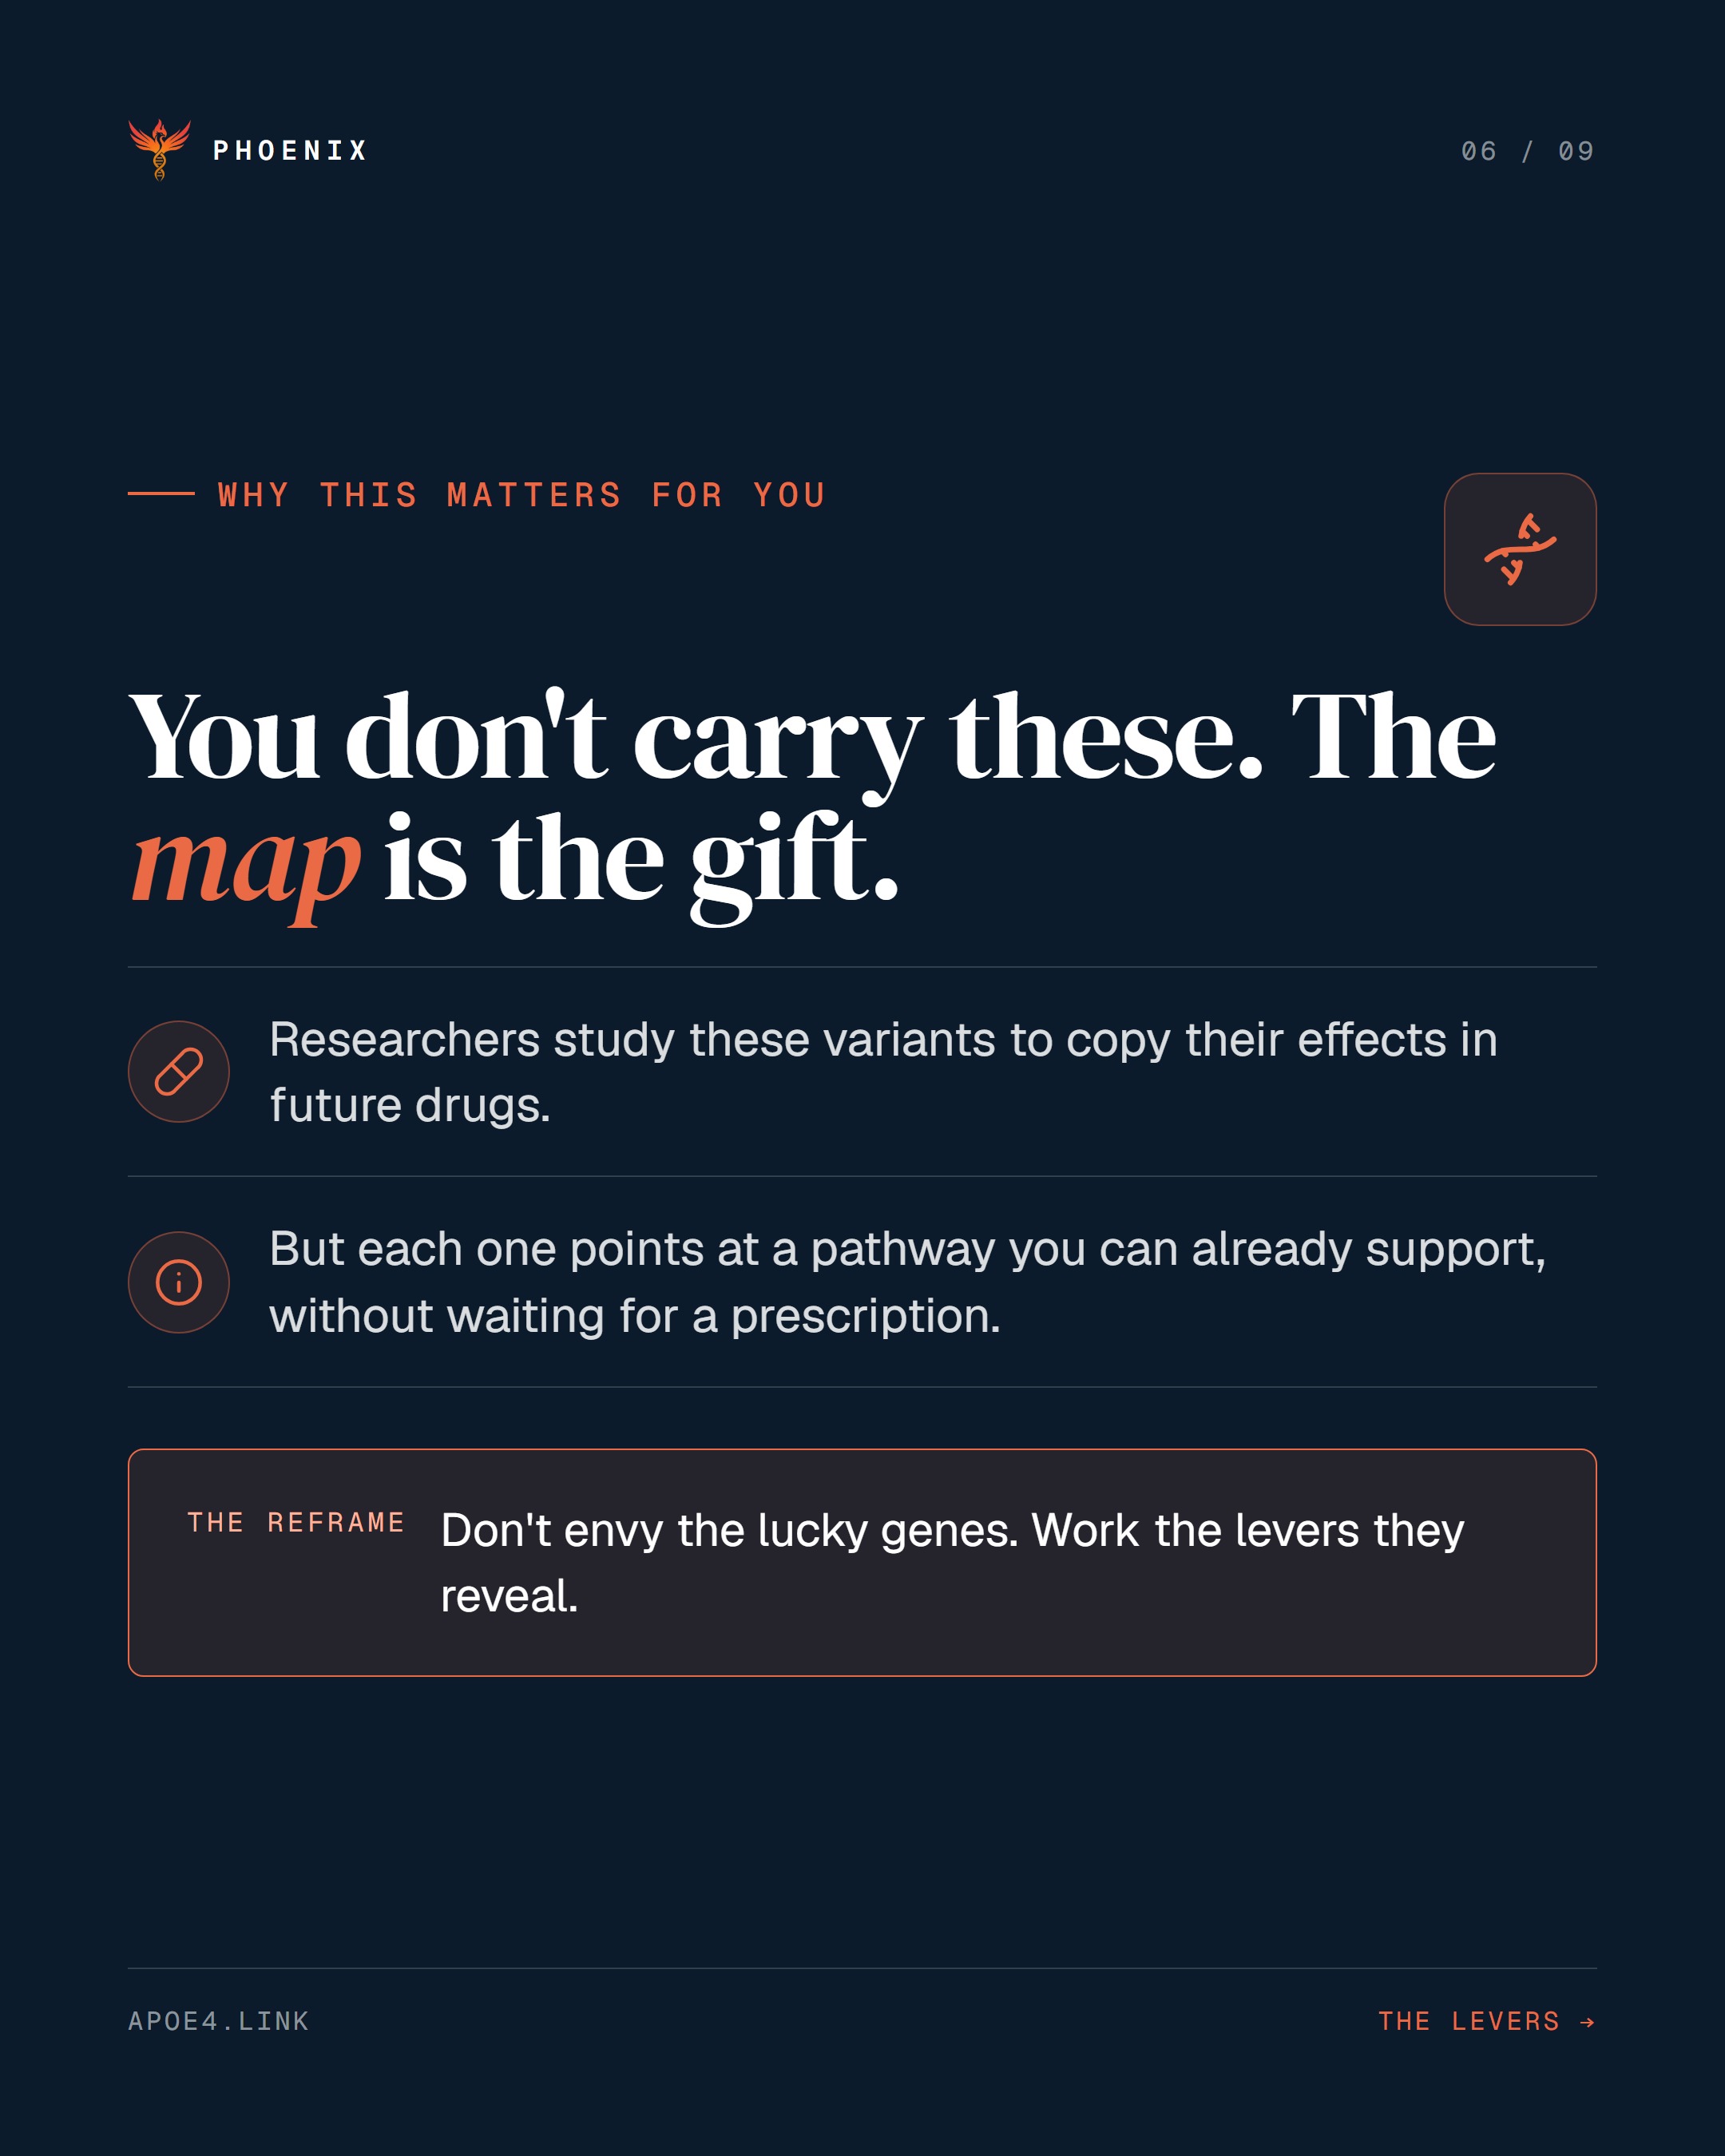 PHOENIX
06 / 09
WHY THIS MATTERS FOR YOU
You don't carry these. The
map is the gift.
Researchers study these variants to copy their effects in
future drugs.
But each one points at a pathway you can already support,
without waiting for a prescription.
THE REFRAME
Don't envy the lucky genes. Work the levers they
reveal.
APOE4.LINK
THE LEVERS →